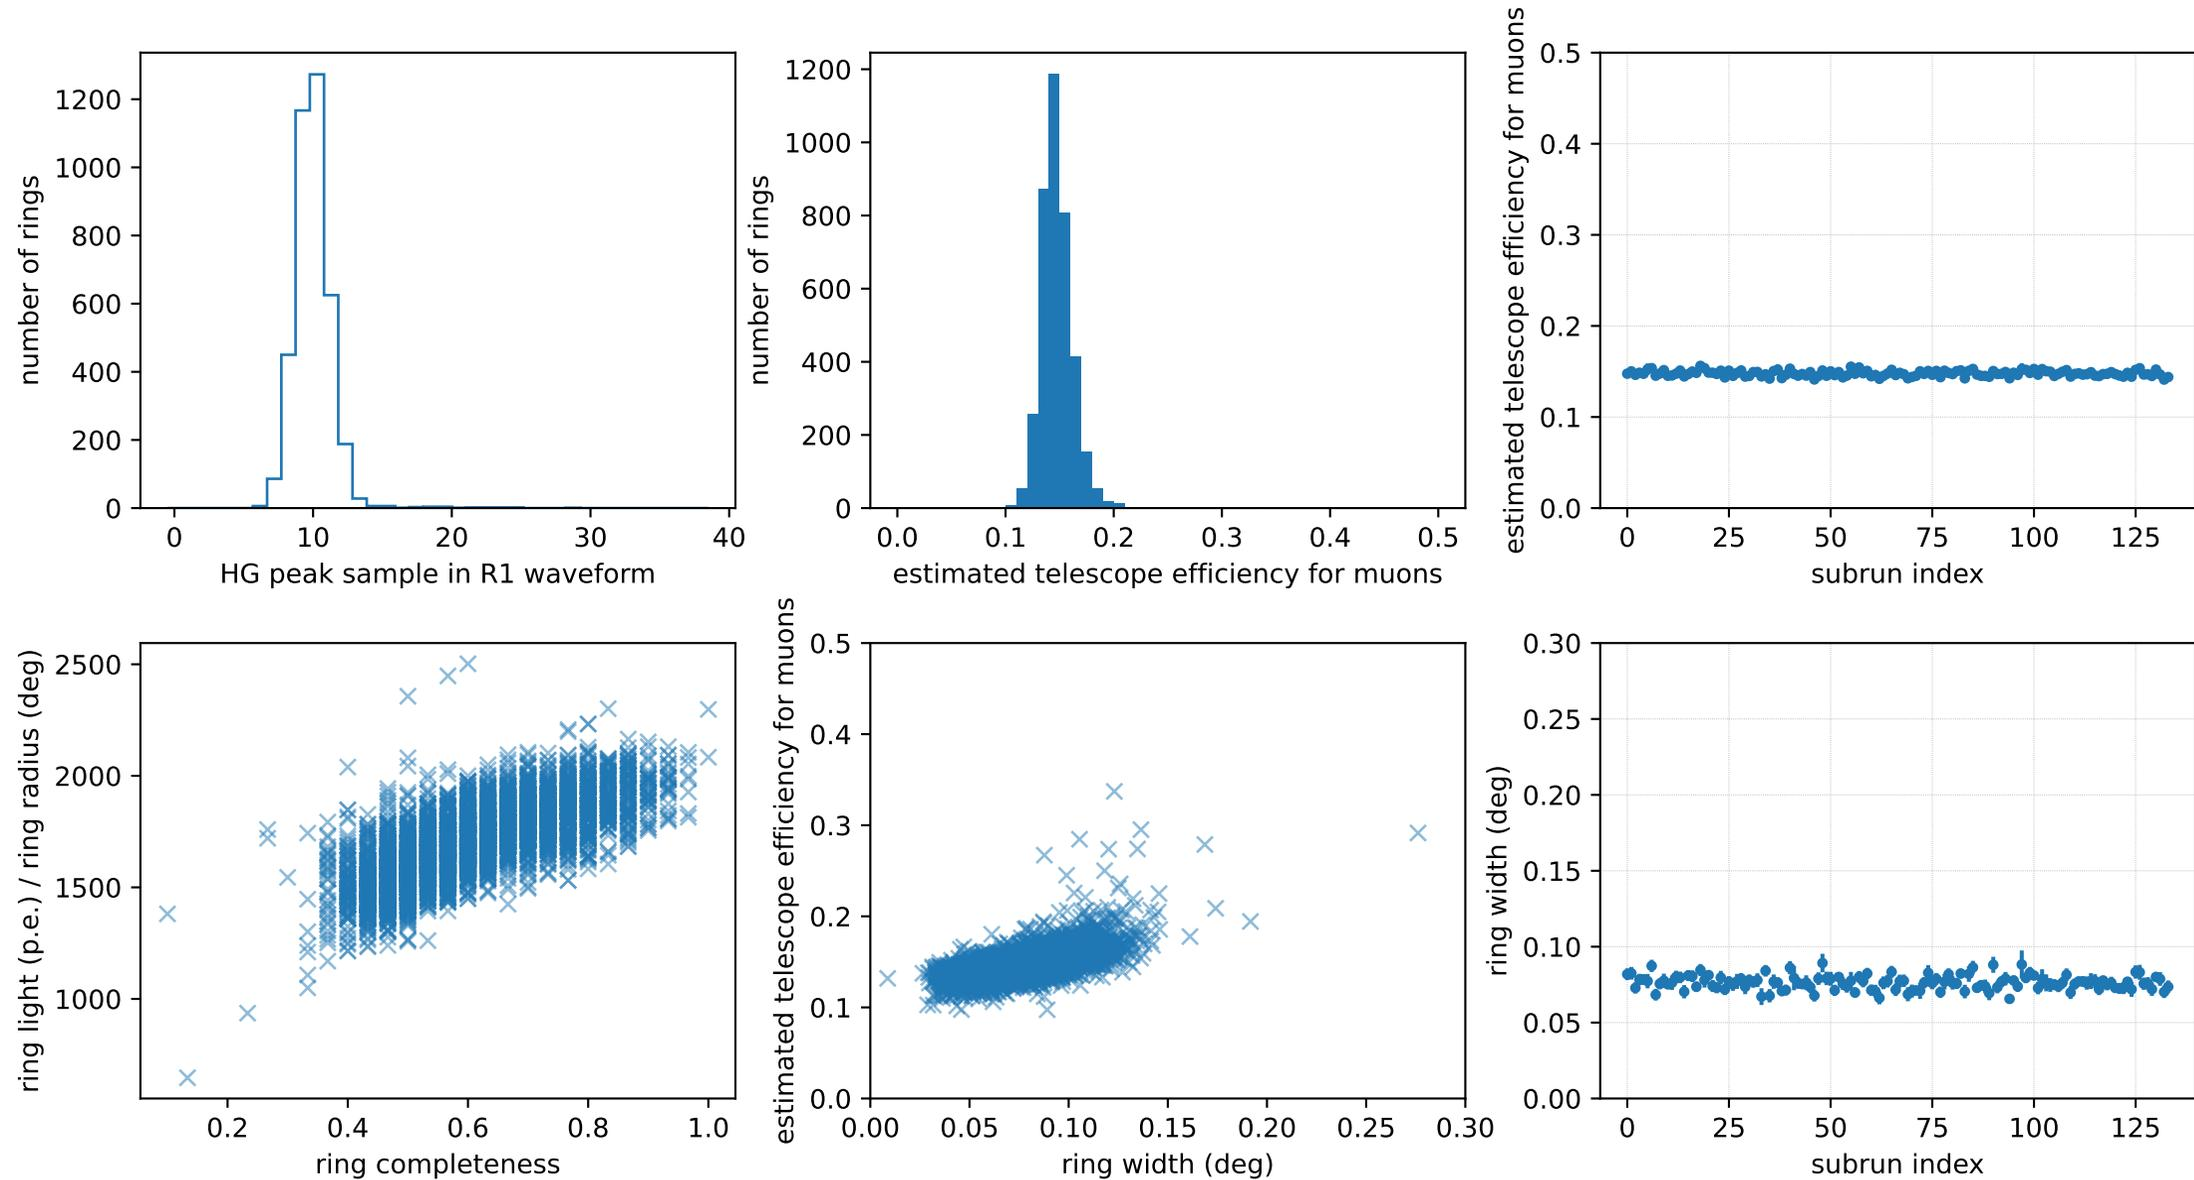 number of rings
1200
1000
800
600
400
200
0
0 10 20 30 40
HG peak sample in R1 waveform
number of rings
1200
1000
800
600
400
200
0
0.0 0.1 0.2 0.3 0.4 0.5
estimated telescope efficiency for muons
estimated telescope efficiency for muons
0.5
0.4
0.3
0.2
0.1
0.0
0 25 50 75 100 125
subrun index
ring light (p.e.) / ring radius (deg)
2500
2000
1500
1000
0.2 0.4 0.6 0.8 1.0
ring completeness
estimated telescope efficiency for muons
0.5
0.4
0.3
0.2
0.1
0.0
0.00 0.05 0.10 0.15 0.20 0.25 0.30
ring width (deg)
ring width (deg)
0.30
0.25
0.20
0.15
0.10
0.05
0.00
0 25 50 75 100 125
subrun index